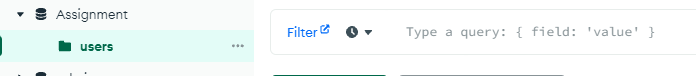 Assignment
Filter Type a query: { field: 'value' }
users